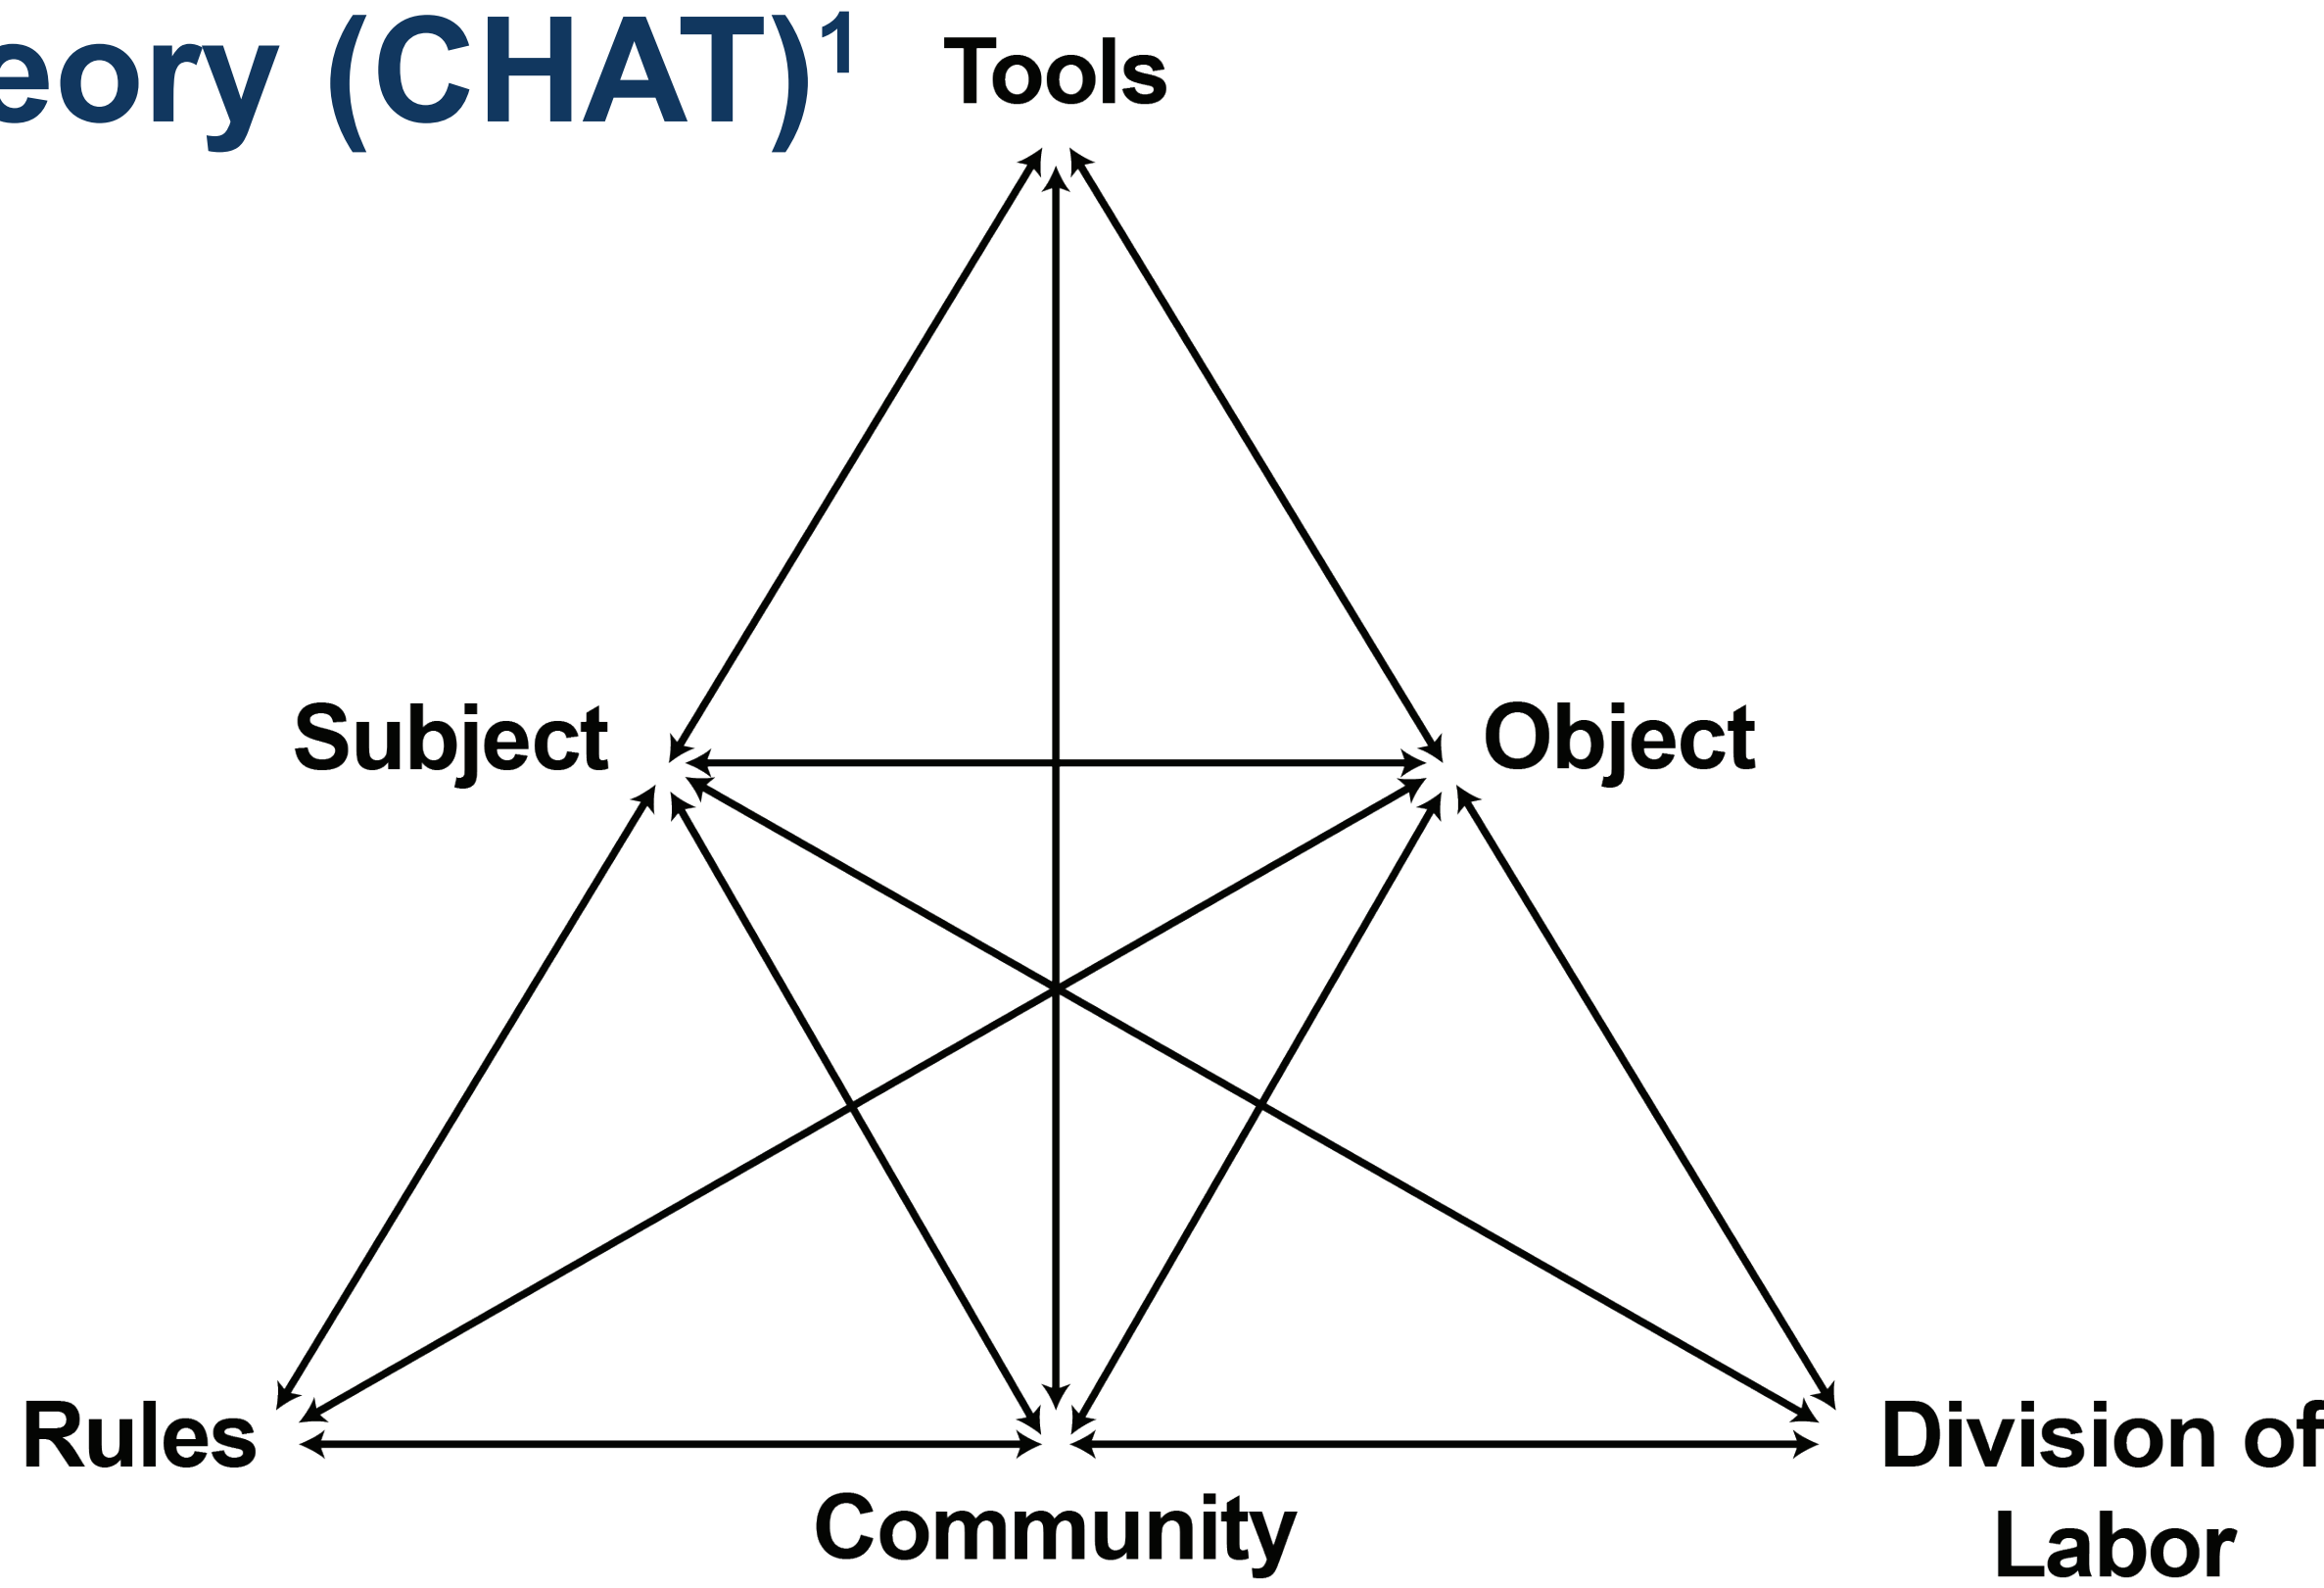 eory (CHAT)1
Tools
Subject
Object
Rules
Division of
Labor
Community